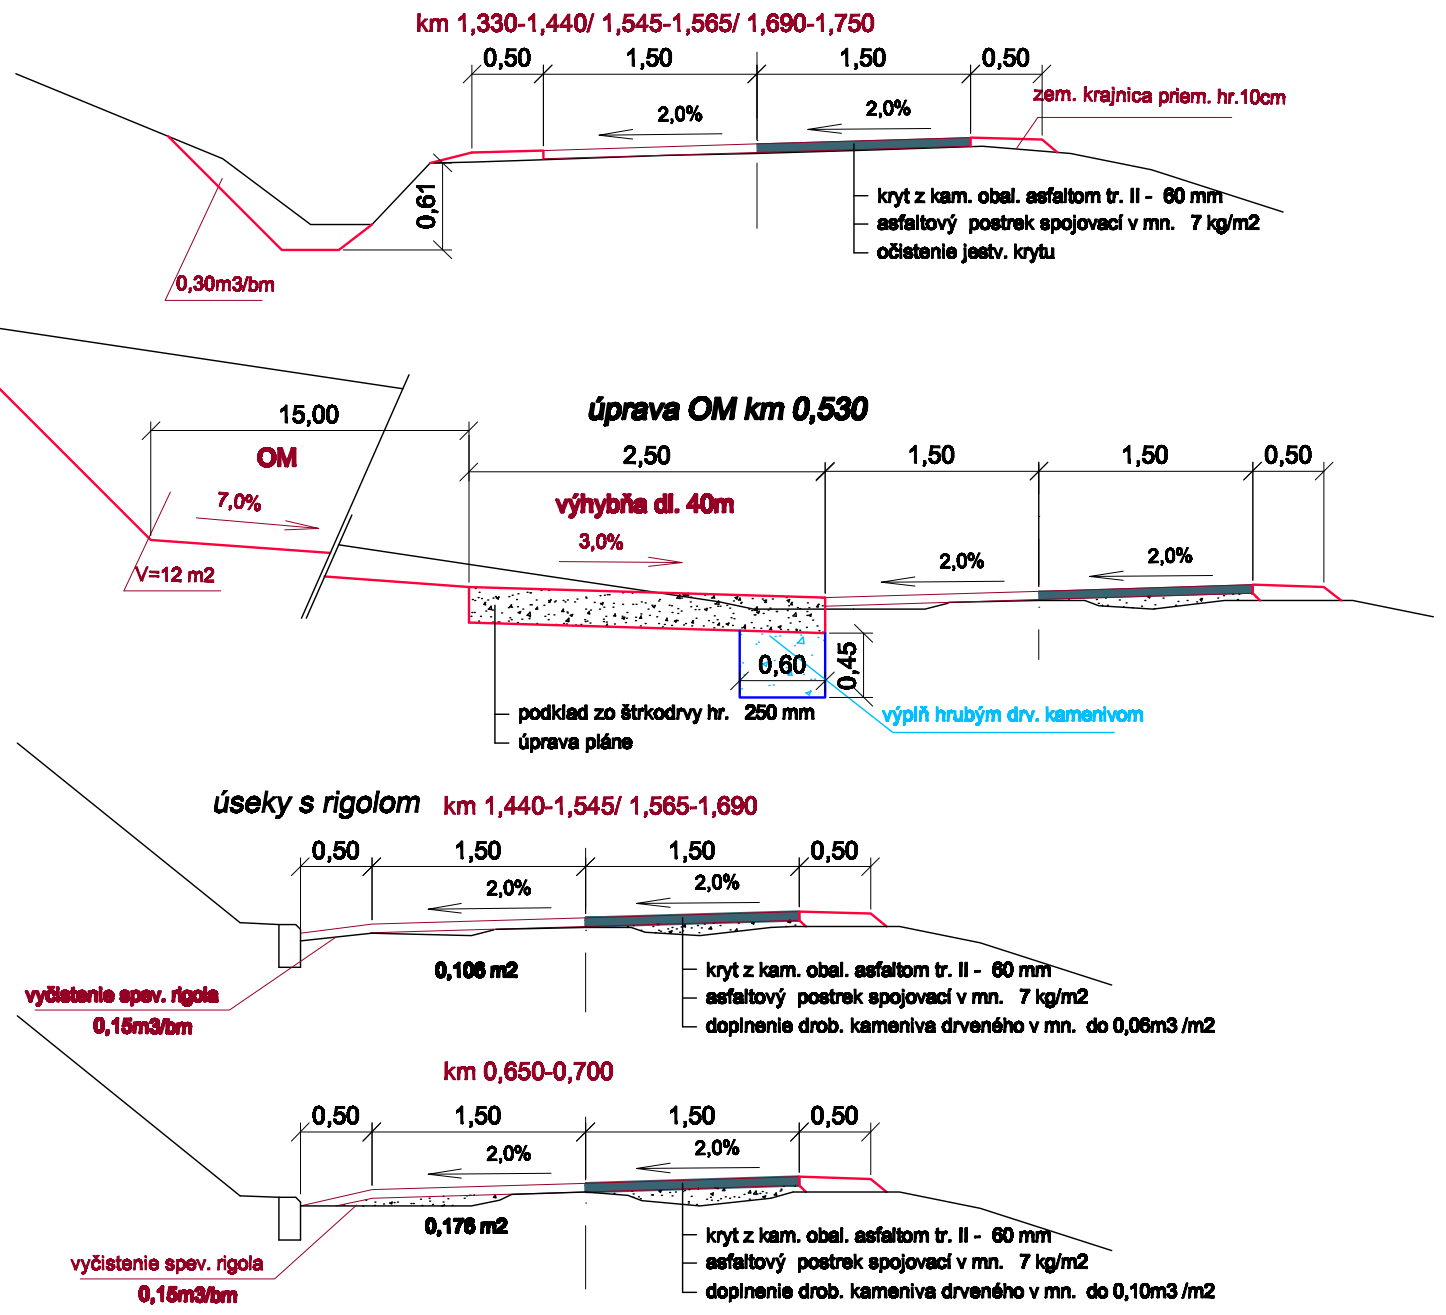 km 1,330-1,440/ 1,545-1,565/ 1,690-1,750
0,50 1,50 1,50 0,50
zem. krajnica priem. hr.10cm
2,0% 2,0%
0,61
kryt z kam. obal. asfaltom tr. II - 60 mm
asfaltový postrek spojovací v mn. 7 kg/m2
očistenie jestv. krytu
0,30m3/bm
úprava OM km 0,530
15,00
OM
2,50 1,50 1,50 0,50
7,0%
výhybňa dl. 40m
3,0%
2,0% 2,0%
V=12 m2
0,60
0,45
podklad zo štrkodrvy hr. 250 mm
úprava pláne
výplň hrubým drv. kamenivom
úseky s rigolom km 1,440-1,545/ 1,565-1,690
0,50 1,50 1,50 0,50
2,0% 2,0%
0,106 m2
kryt z kam. obal. asfaltom tr. II - 60 mm
asfaltový postrek spojovací v mn. 7 kg/m2
doplnenie drob. kameniva drveného v mn. do 0,06m3 /m2
vyčistenie spev. rigola
0,15m3/bm
km 0,650-0,700
0,50 1,50 1,50 0,50
2,0% 2,0%
0,176 m2
kryt z kam. obal. asfaltom tr. II - 60 mm
asfaltový postrek spojovací v mn. 7 kg/m2
doplnenie drob. kameniva drveného v mn. do 0,10m3 /m2
vyčistenie spev. rigola
0,15m3/bm